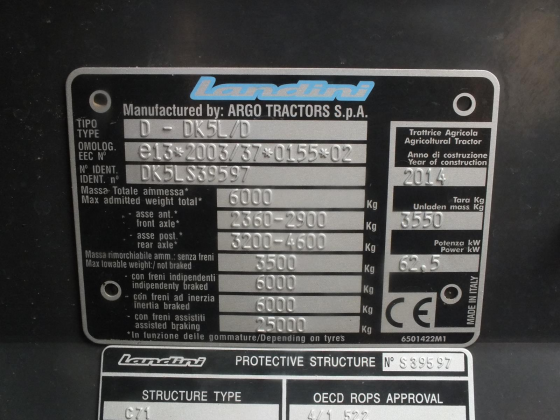 Landini
Manufactured by: ARGO TRACTORS S.p.A.
TIPO
TYPE D - DK5L/D
OMOLOG.
EEC N° e13*2003/37*0155*02
N° IDENT.
IDENT. n° DK5LS39597
Massa Totale ammessa*
Max admitted weight total* 6000 Kg
- asse ant.*
front axle* 2360-2900 Kg
- asse post.*
rear axle* 3200-4600 Kg
Massa rimorchiabile amm.: senza freni
Max towable weight:/ not braked 3500 Kg
- con freni indipendenti
indipendenty braked 6000 Kg
- con freni ad inerzia
inertia braked 6000 Kg
- con freni assistiti
assisted braking 25000 Kg
*In funzione delle gommature/Depending on tyres
Trattrice Agricola
Agricoltural Tractor
Anno di costruzione
Year of construction
2014
Tara Kg
Unladen mass Kg
3550
Potenza kW
Power kW
62,5
CE
MADE IN ITALY
6501422M1
Landini PROTECTIVE STRUCTURE N° S39597
STRUCTURE TYPE OECD ROPS APPROVAL
C71 4/1 522